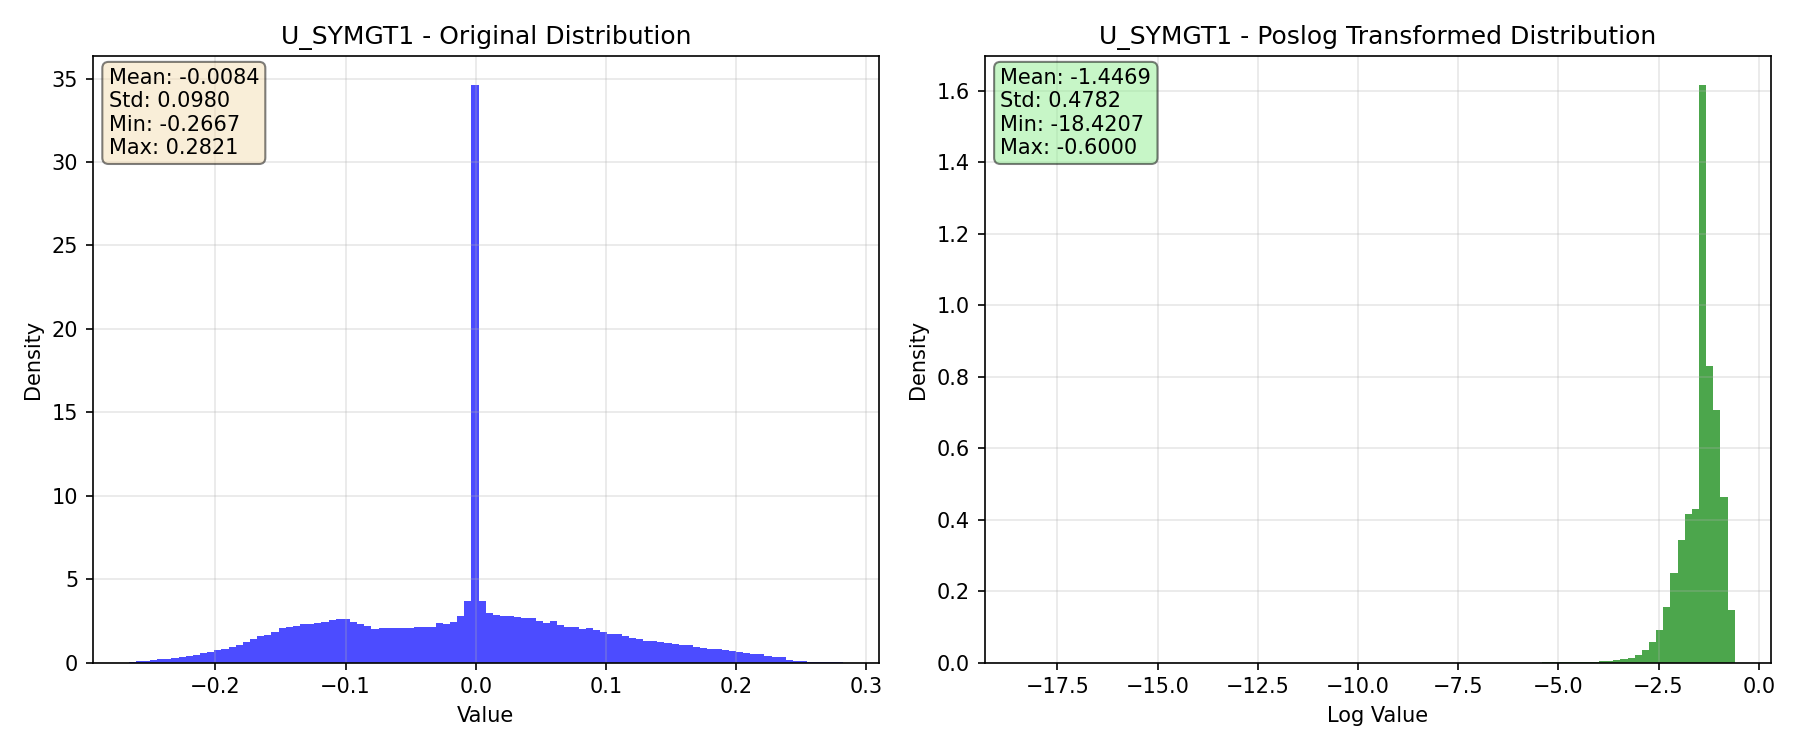 U_SYMGT1 - Original Distribution
Mean: -0.0084
Std: 0.0980
Min: -0.2667
Max: 0.2821
Density
35
30
25
20
15
10
5
0
−0.2
−0.1
0.0
0.1
0.2
0.3
Value
U_SYMGT1 - Poslog Transformed Distribution
Mean: -1.4469
Std: 0.4782
Min: -18.4207
Max: -0.6000
Density
1.6
1.4
1.2
1.0
0.8
0.6
0.4
0.2
0.0
−17.5
−15.0
−12.5
−10.0
−7.5
−5.0
−2.5
0.0
Log Value